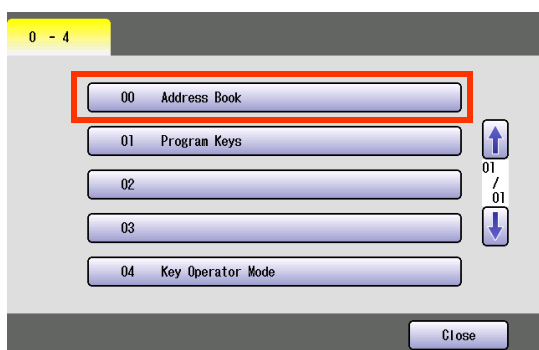 0 - 4
00 Address Book
01 Program Keys
02
03
04 Key Operator Mode
01
/
01
Close